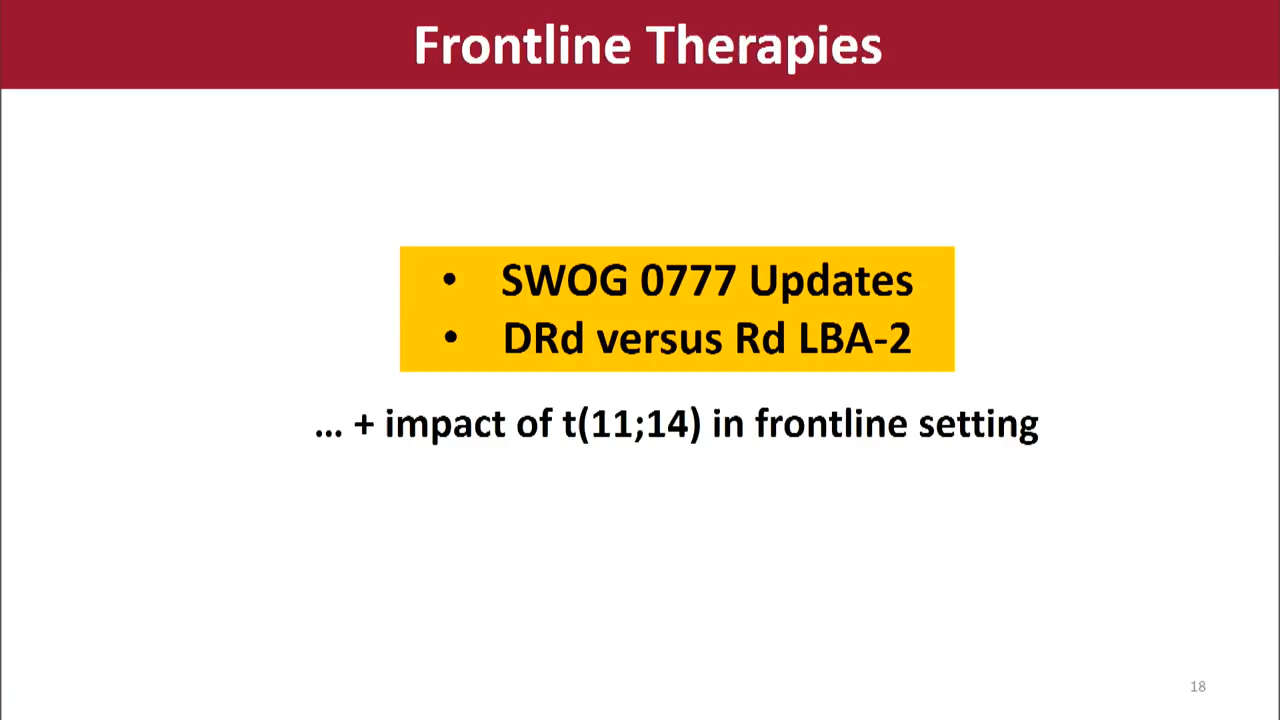 Frontline Therapies
• SWOG 0777 Updates
• DRd versus Rd LBA-2
... + impact of t(11;14) in frontline setting
18